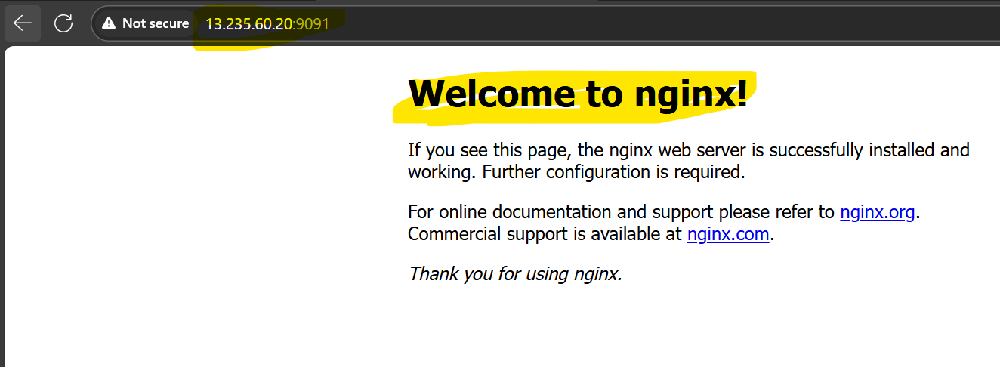 Not secure 13.235.60.20:9091
Welcome to nginx!
If you see this page, the nginx web server is successfully installed and
working. Further configuration is required.
For online documentation and support please refer to nginx.org.
Commercial support is available at nginx.com.
Thank you for using nginx.